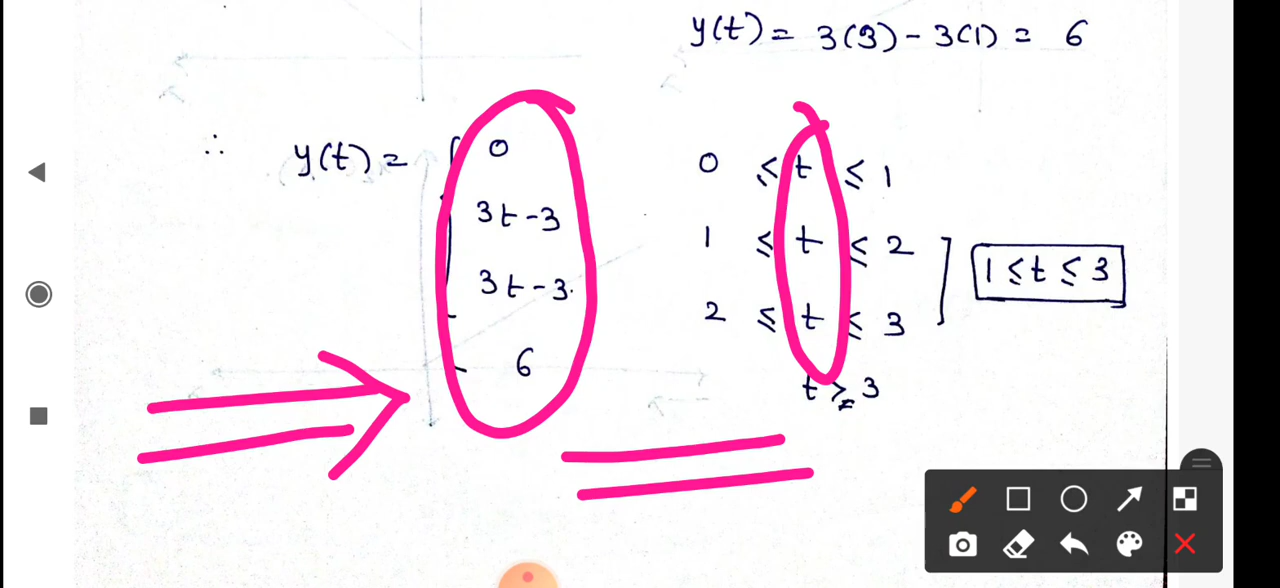 y(t) = 3(3) - 3(1) = 6
∴ y(t) = 0 0 ≤ t ≤ 1
3t - 3 1 ≤ t ≤ 2
3t - 3 2 ≤ t ≤ 3
1 ≤ t ≤ 3
6 t ≥ 3